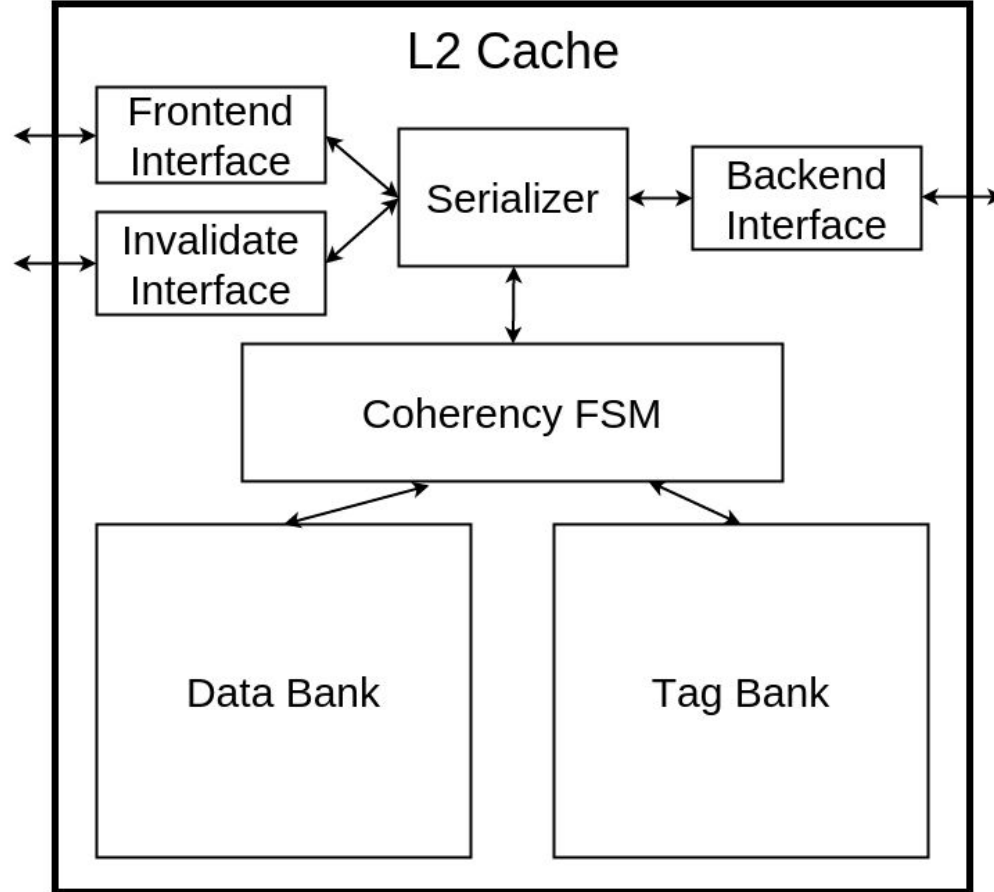 L2 Cache
Frontend
Interface
Invalidate
Interface
Serializer
Backend
Interface
Coherency FSM
Data Bank
Tag Bank